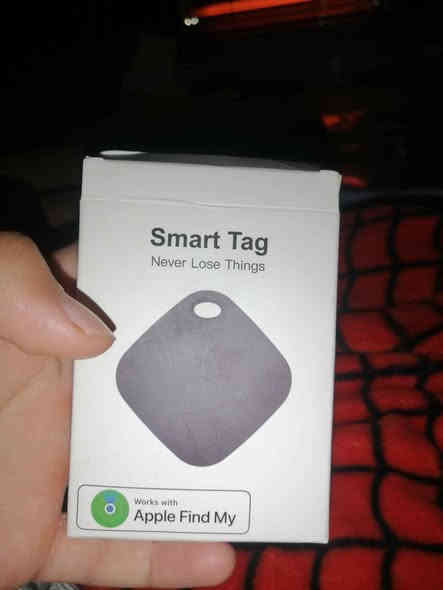 Smart Tag
Never Lose Things
Works with
Apple Find My